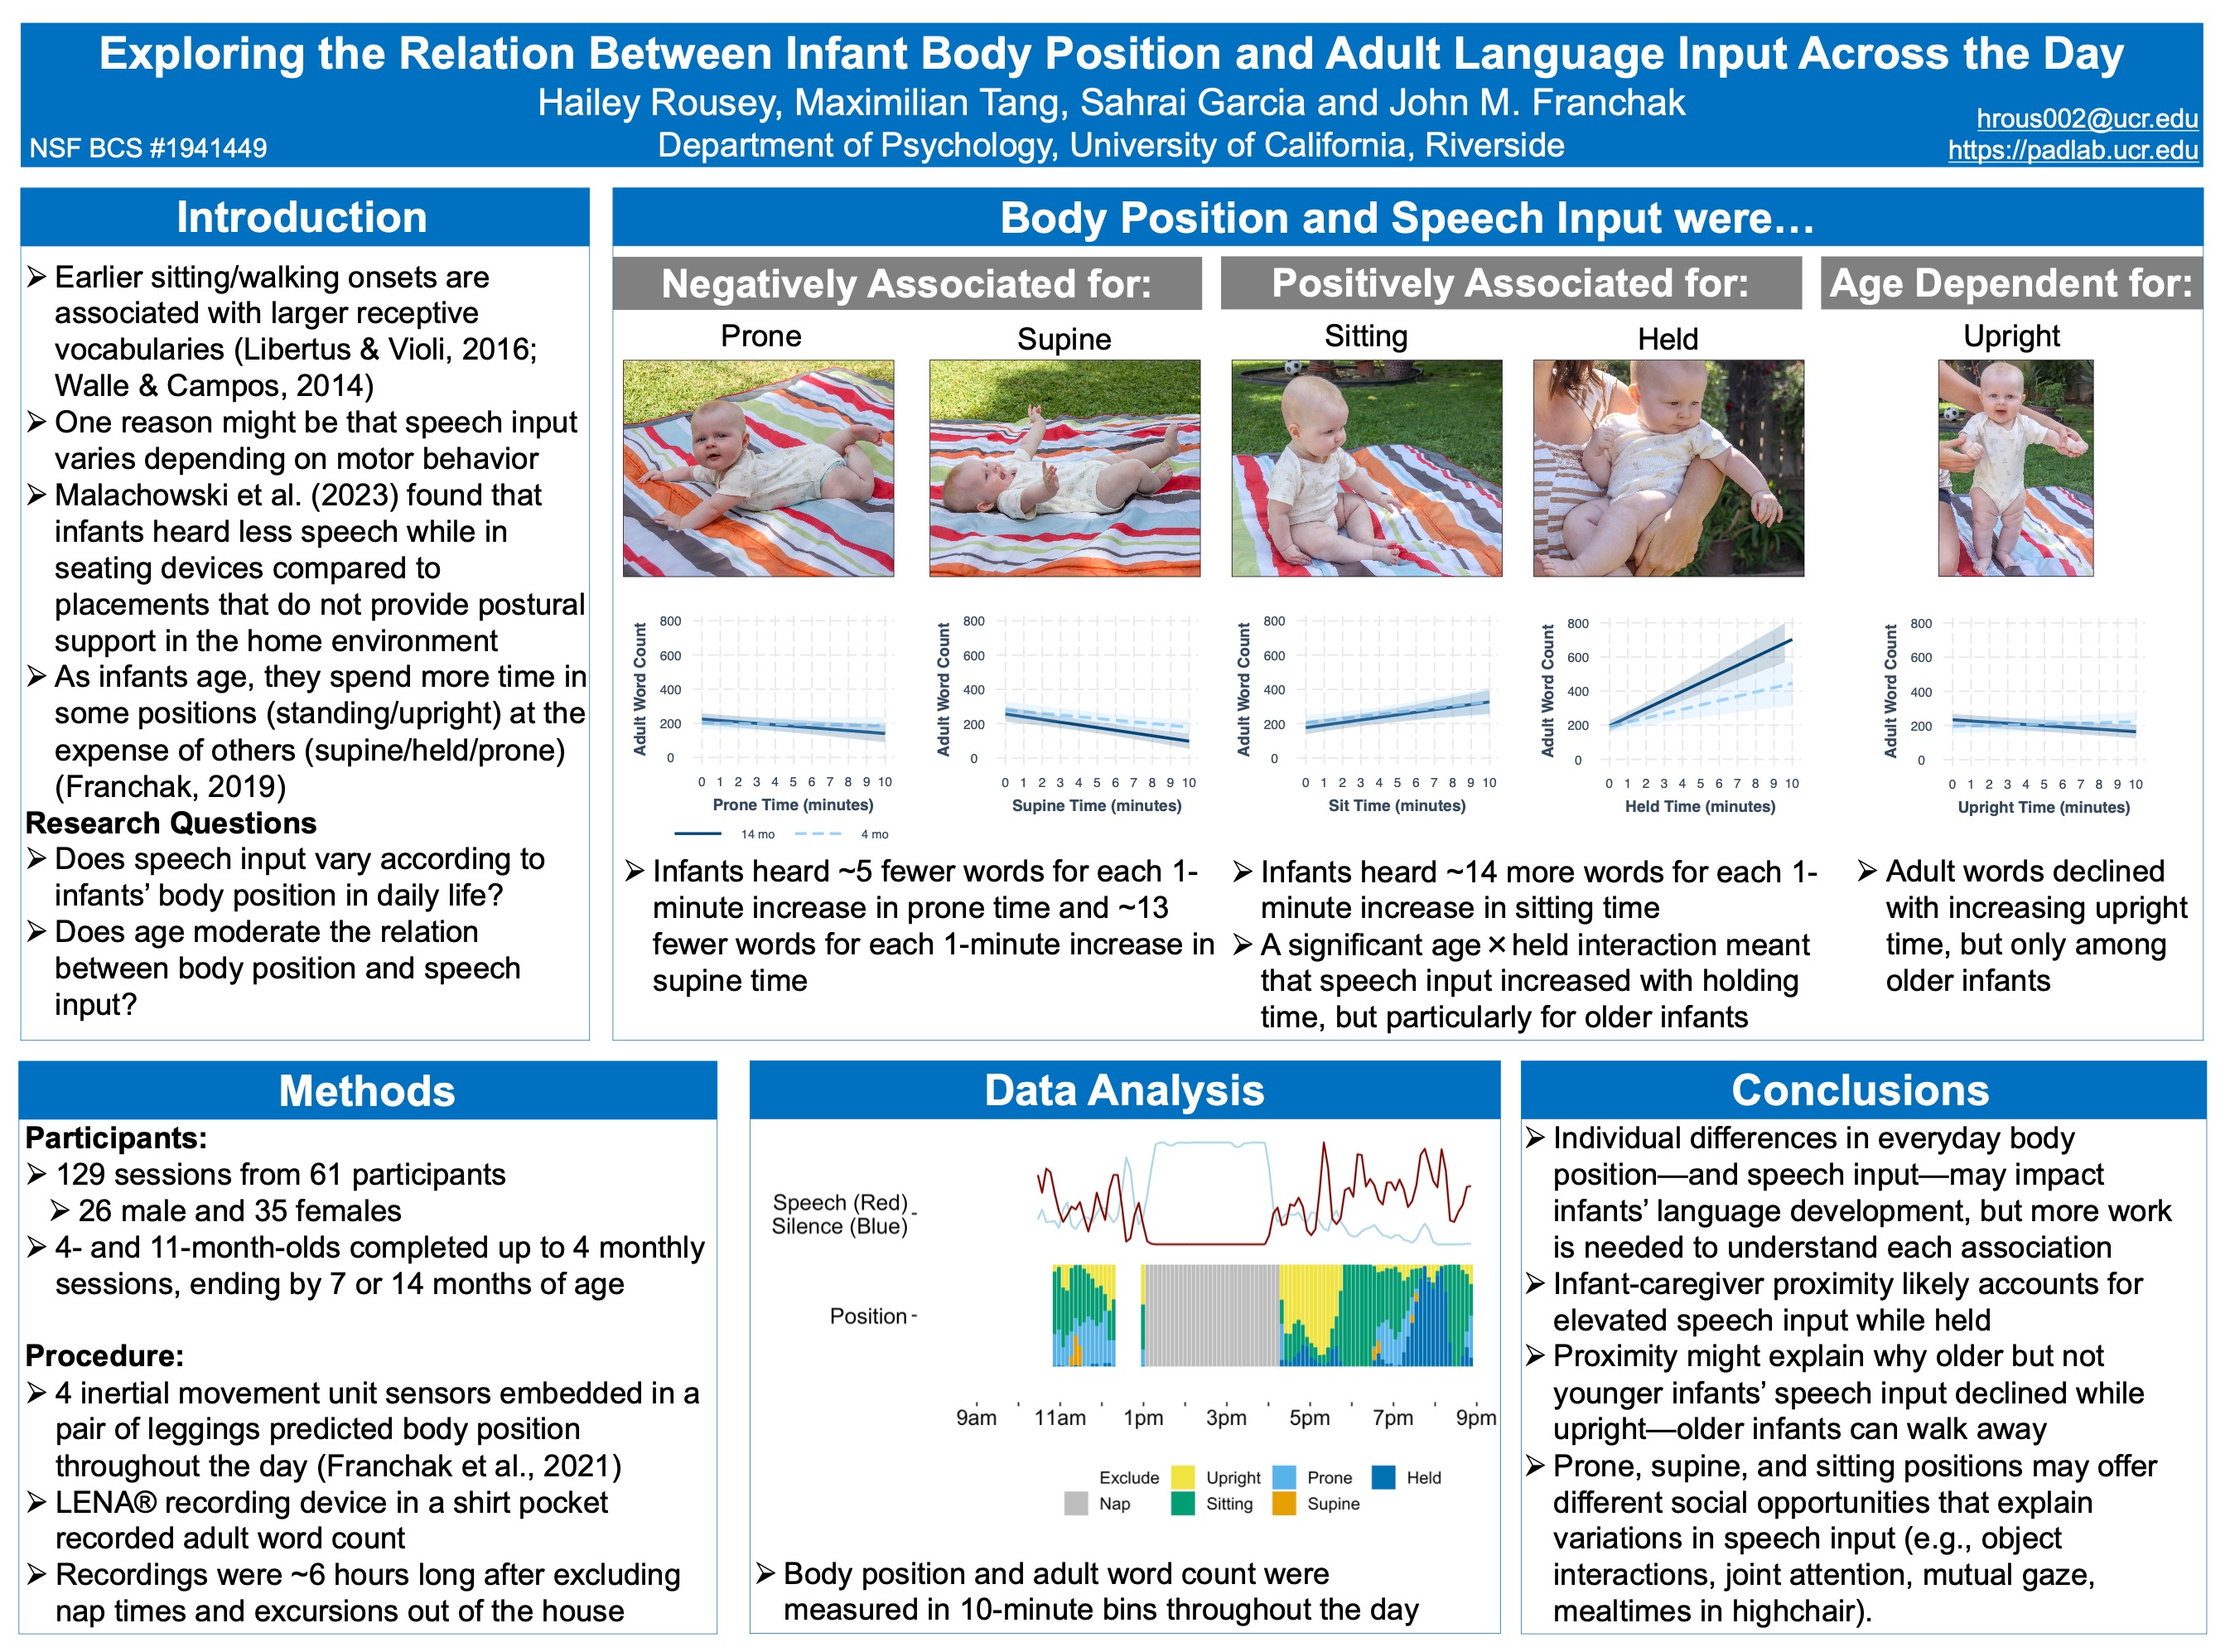 Exploring the Relation Between Infant Body Position and Adult Language Input Across the Day
Hailey Rousey, Maximilian Tang, Sahrai Garcia and John M. Franchak
Department of Psychology, University of California, Riverside
NSF BCS #1941449
hrous002@ucr.edu
https://padlab.ucr.edu
Introduction
➢ Earlier sitting/walking onsets are
associated with larger receptive
vocabularies (Libertus & Violi, 2016;
Walle & Campos, 2014)
➢ One reason might be that speech input
varies depending on motor behavior
➢ Malachowski et al. (2023) found that
infants heard less speech while in
seating devices compared to
placements that do not provide postural
support in the home environment
➢ As infants age, they spend more time in
some positions (standing/upright) at the
expense of others (supine/held/prone)
(Franchak, 2019)
Research Questions
➢ Does speech input vary according to
infants’ body position in daily life?
➢ Does age moderate the relation
between body position and speech
input?
Body Position and Speech Input were…
Negatively Associated for:
Prone
Supine
Adult Word Count
800
600
400
200
0
0 1 2 3 4 5 6 7 8 9 10
Prone Time (minutes)
14 mo 4 mo
Adult Word Count
800
600
400
200
0
0 1 2 3 4 5 6 7 8 9 10
Supine Time (minutes)
➢ Infants heard ~5 fewer words for each 1-
minute increase in prone time and ~13
fewer words for each 1-minute increase in
supine time
Positively Associated for:
Sitting
Held
Adult Word Count
800
600
400
200
0
0 1 2 3 4 5 6 7 8 9 10
Sit Time (minutes)
Adult Word Count
800
600
400
200
0
0 1 2 3 4 5 6 7 8 9 10
Held Time (minutes)
➢ Infants heard ~14 more words for each 1-
minute increase in sitting time
➢ A significant age × held interaction meant
that speech input increased with holding
time, but particularly for older infants
Age Dependent for:
Upright
Adult Word Count
800
600
400
200
0
0 1 2 3 4 5 6 7 8 9 10
Upright Time (minutes)
➢ Adult words declined
with increasing upright
time, but only among
older infants
Methods
Participants:
➢ 129 sessions from 61 participants
➢ 26 male and 35 females
➢ 4- and 11-month-olds completed up to 4 monthly
sessions, ending by 7 or 14 months of age
Procedure:
➢ 4 inertial movement unit sensors embedded in a
pair of leggings predicted body position
throughout the day (Franchak et al., 2021)
➢ LENA® recording device in a shirt pocket
recorded adult word count
➢ Recordings were ~6 hours long after excluding
nap times and excursions out of the house
Data Analysis
Speech (Red)
Silence (Blue)
Position
9am 11am 1pm 3pm 5pm 7pm 9pm
Exclude Upright Prone Held
Nap Sitting Supine
➢ Body position and adult word count were
measured in 10-minute bins throughout the day
Conclusions
➢ Individual differences in everyday body
position—and speech input—may impact
infants’ language development, but more work
is needed to understand each association
➢ Infant-caregiver proximity likely accounts for
elevated speech input while held
➢ Proximity might explain why older but not
younger infants’ speech input declined while
upright—older infants can walk away
➢ Prone, supine, and sitting positions may offer
different social opportunities that explain
variations in speech input (e.g., object
interactions, joint attention, mutual gaze,
mealtimes in highchair).